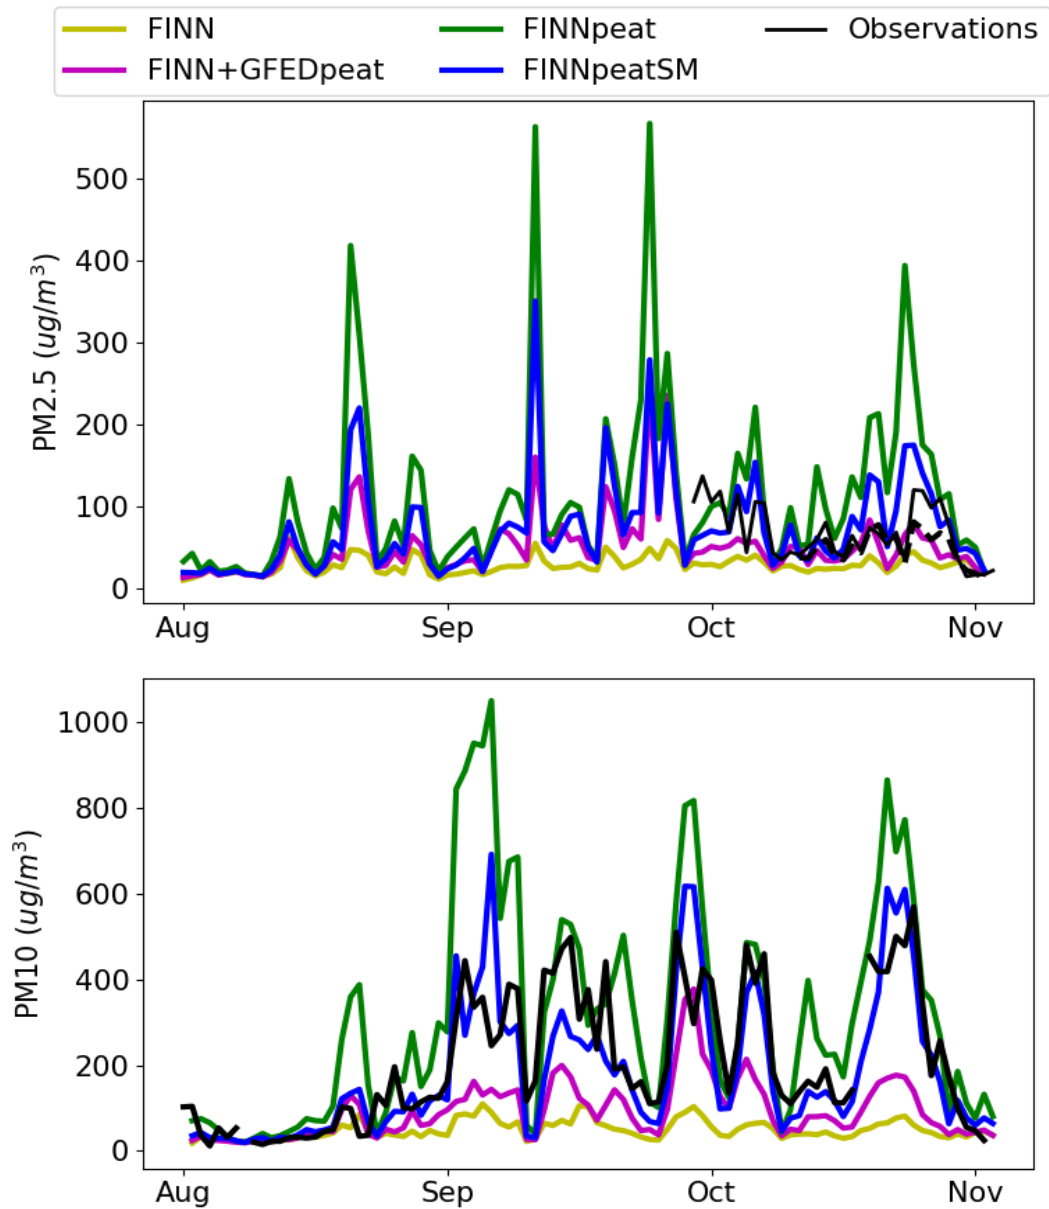 FINN FINNpeat Observations
FINN+GFEDpeat FINNpeatSM
PM2.5 (ug/m³)
500
400
300
200
100
0
Aug Sep Oct Nov
PM10 (ug/m³)
1000
800
600
400
200
0
Aug Sep Oct Nov